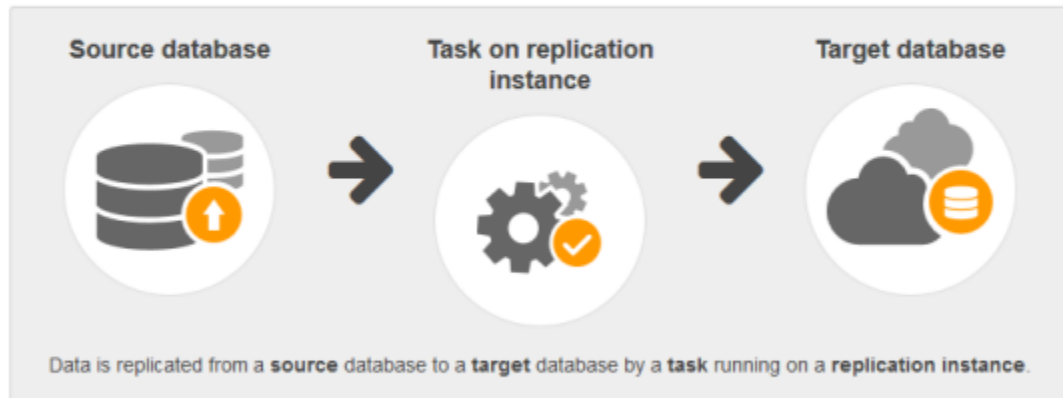 Source database
Task on replication
instance
Target database
Data is replicated from a source database to a target database by a task running on a replication instance.